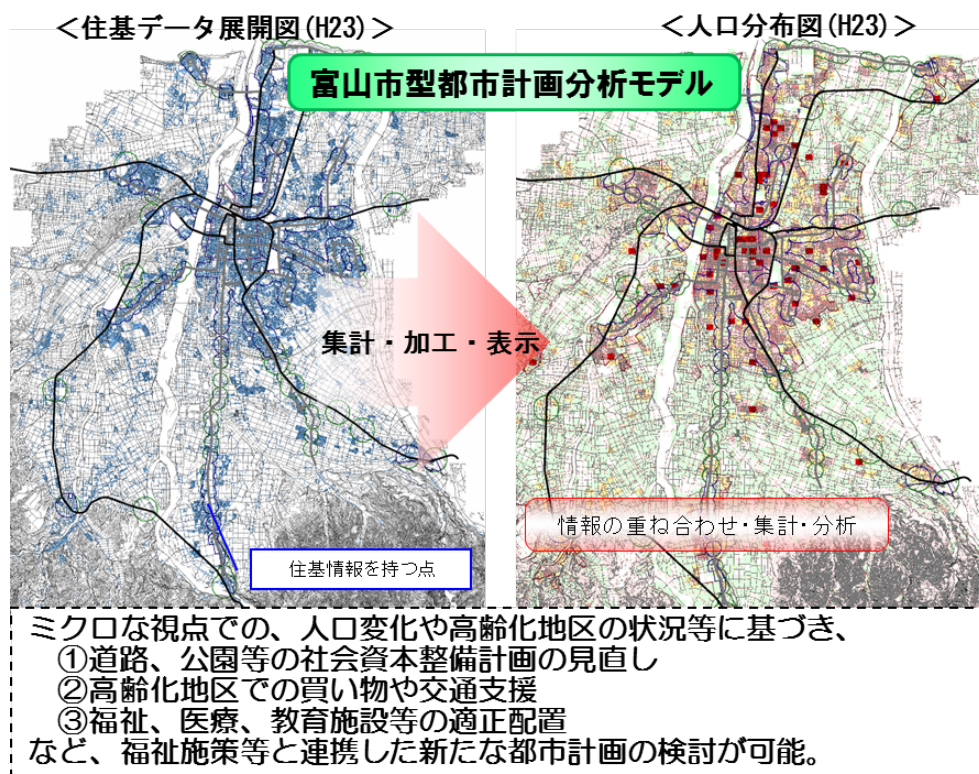 ＜住基データ展開図(H23)＞
＜人口分布図(H23)＞
富山市型都市計画分析モデル
集計・加工・表示
情報の重ね合わせ・集計・分析
住基情報を持つ点
ミクロな視点での、人口変化や高齢化地区の状況等に基づき、
①道路、公園等の社会資本整備計画の見直し
②高齢化地区での買い物や交通支援
③福祉、医療、教育施設等の適正配置
など、福祉施策等と連携した新たな都市計画の検討が可能。